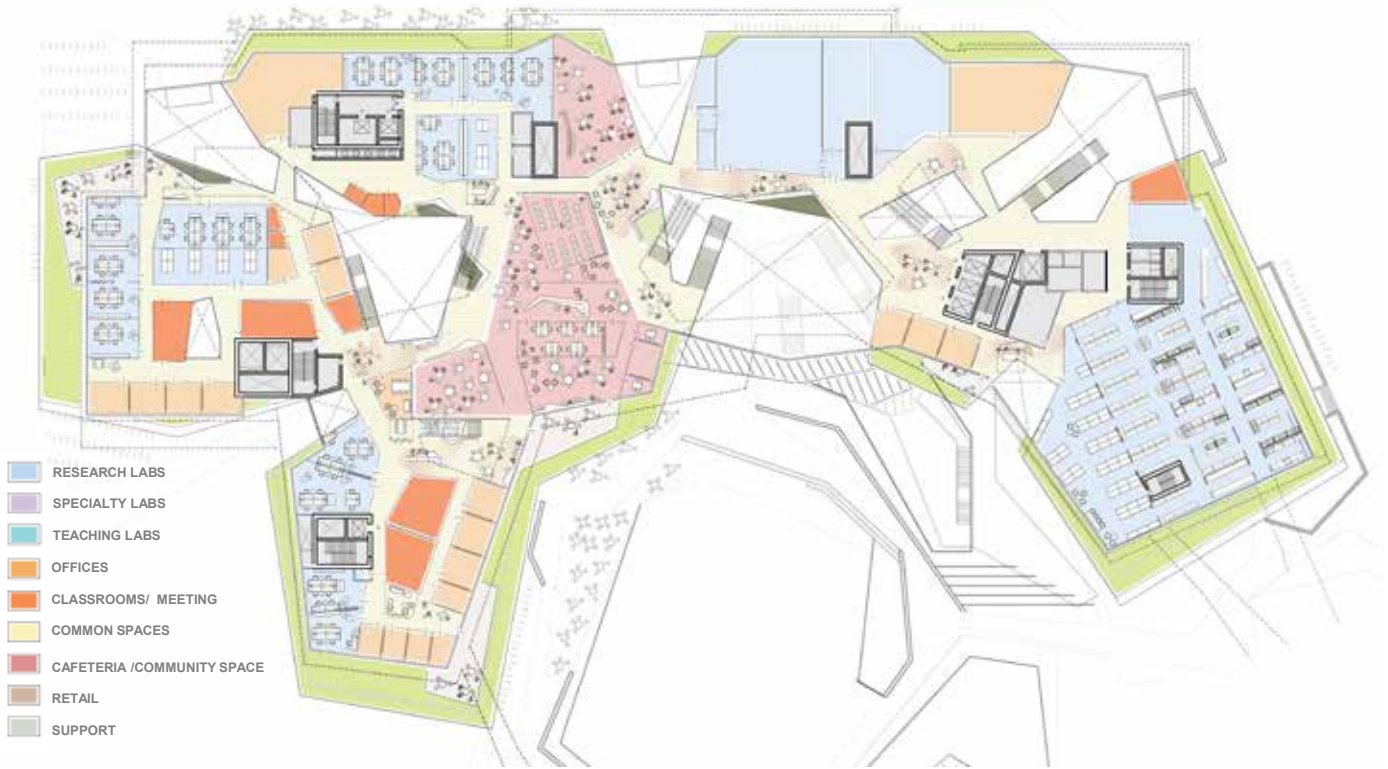 RESEARCH LABS
SPECIALTY LABS
TEACHING LABS
OFFICES
CLASSROOMS/ MEETING
COMMON SPACES
CAFETERIA /COMMUNITY SPACE
RETAIL
SUPPORT